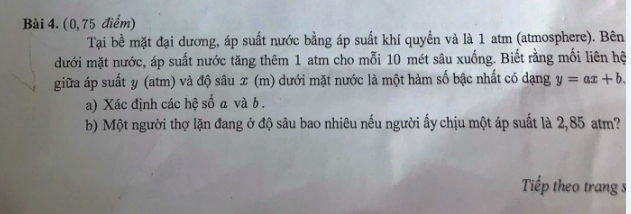 Bài 4. (0,75 điểm)
Tại bề mặt đại dương, áp suất nước bằng áp suất khí quyển và là 1 atm (atmosphere). Bên
dưới mặt nước, áp suất nước tăng thêm 1 atm cho mỗi 10 mét sâu xuống. Biết rằng mối liên hệ
giữa áp suất y (atm) và độ sâu x (m) dưới mặt nước là một hàm số bậc nhất có dạng y = ax + b.
a) Xác định các hệ số a và b.
b) Một người thợ lặn đang ở độ sâu bao nhiêu nếu người ấy chịu một áp suất là 2,85 atm?
Tiếp theo trang s